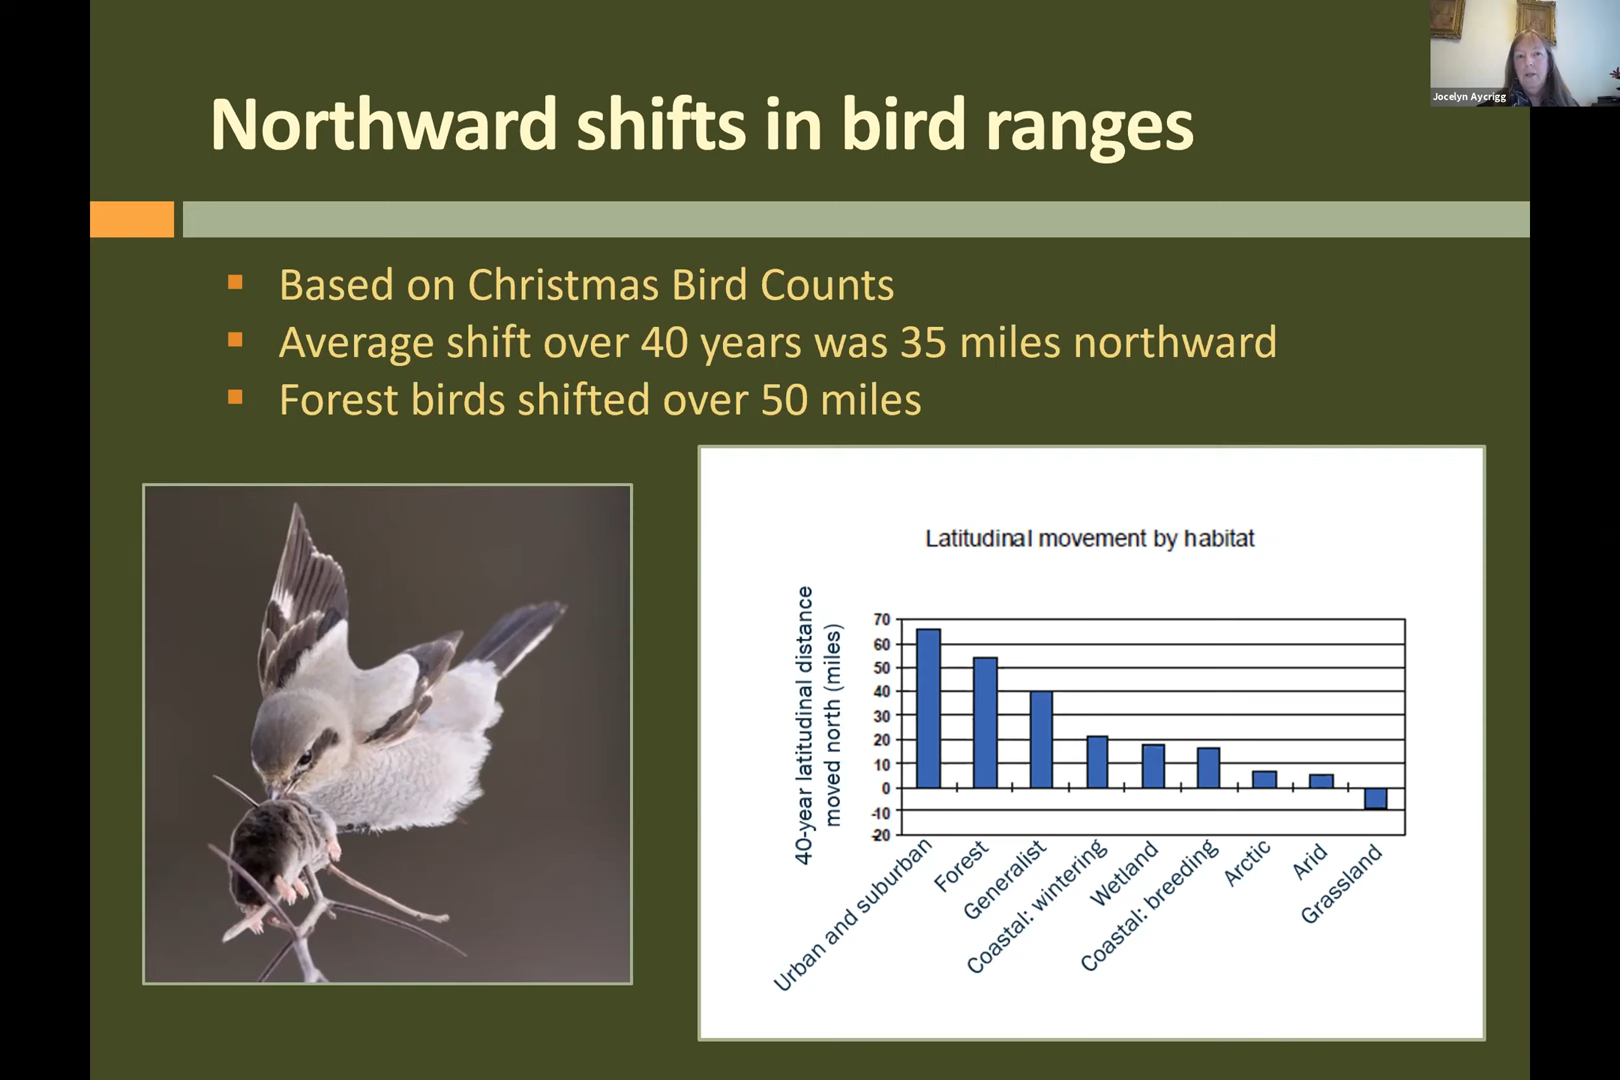 Jocelyn Aycrigg
Northward shifts in bird ranges
Based on Christmas Bird Counts
Average shift over 40 years was 35 miles northward
Forest birds shifted over 50 miles
Latitudinal movement by habitat
40-year latitudinal distance
moved north (miles)
70
60
50
40
30
20
10
0
-10
-20
Urban and suburban
Forest
Generalist
Coastal: wintering
Wetland
Coastal: breeding
Arctic
Arid
Grassland